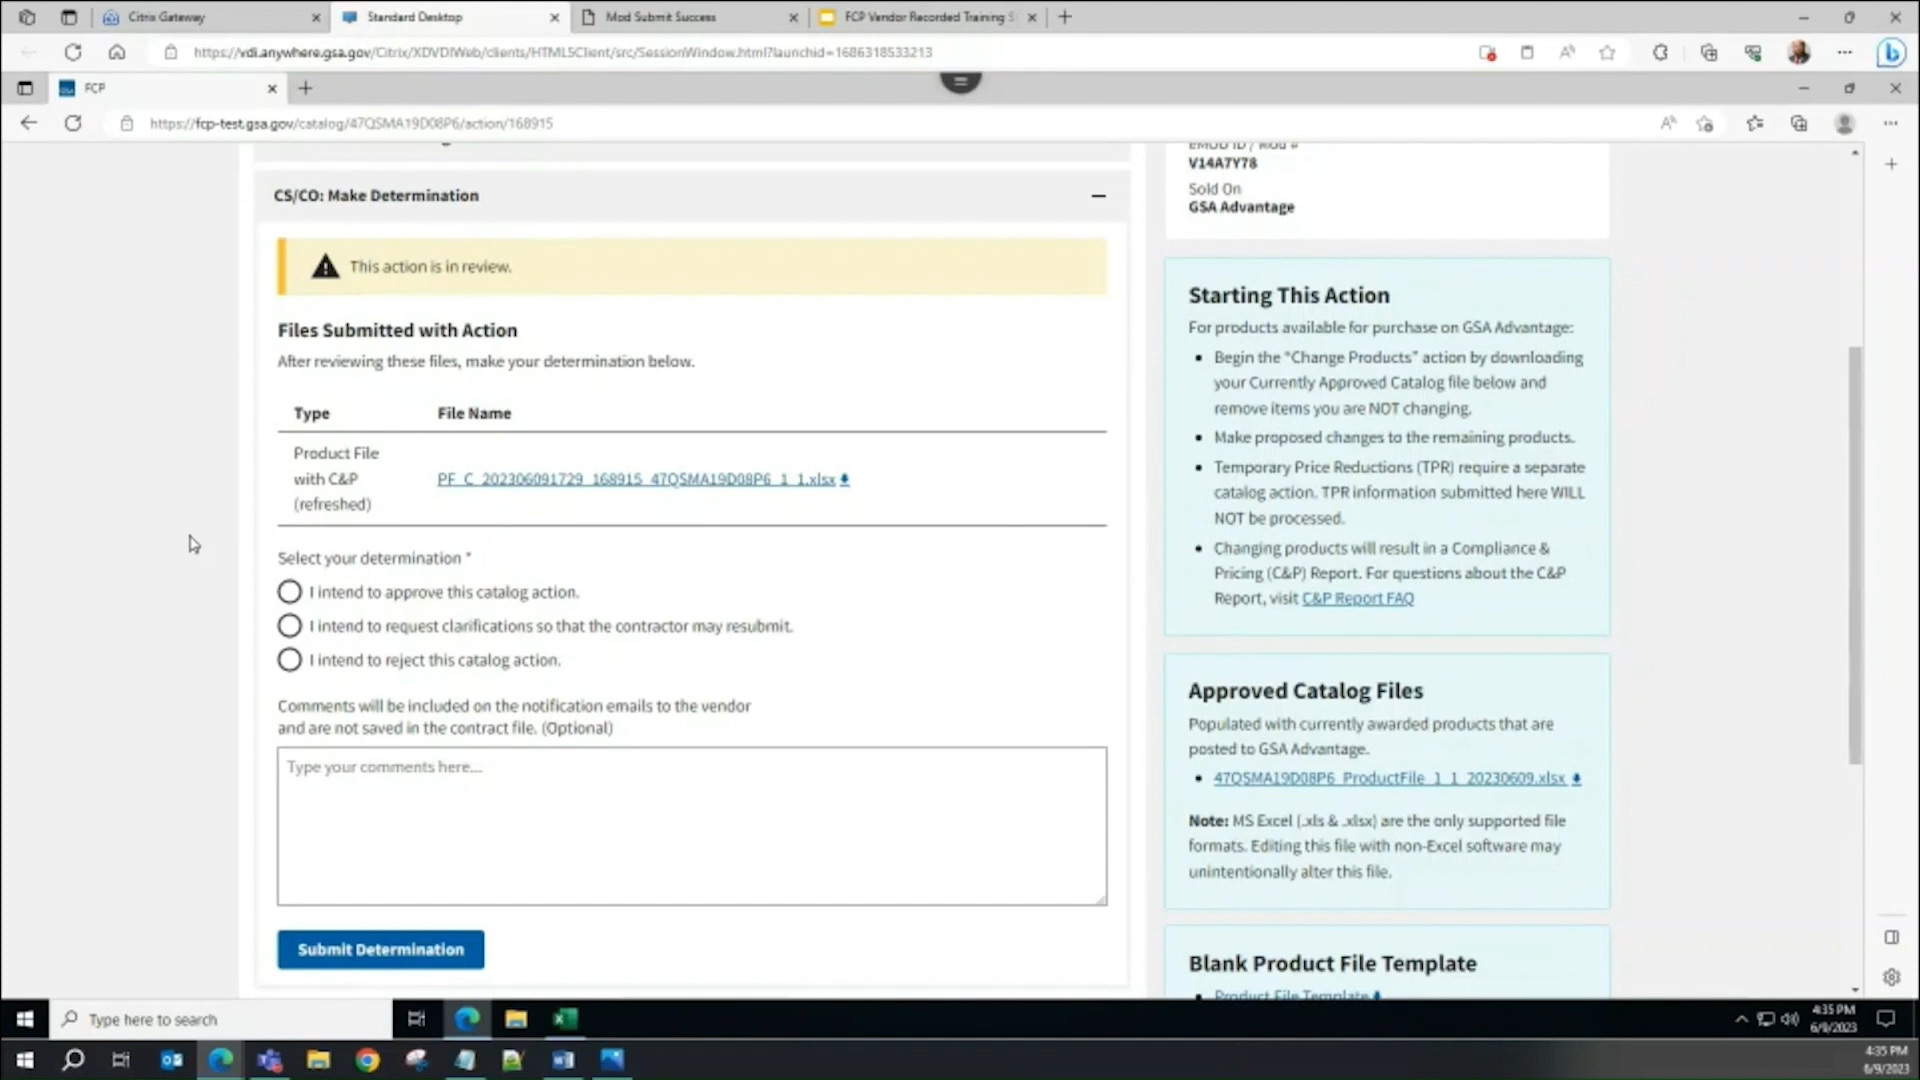 Citrix Gateway
Standard Desktop
Mod Submit Success
FCP Vendor Recorded Training S
https://vdi.anywhere.gsa.gov/Citrix/XDVDIWeb/clients/HTML5Client/src/SessionWindow.html?launchid=1686318533213
FCP
https://fcp-test.gsa.gov/catalog/47QSMA19D08P6/action/168915
CS/CO: Make Determination
This action is in review.
Files Submitted with Action
After reviewing these files, make your determination below.
Type File Name
Product File
with C&P
(refreshed)
PF_C_202306091729_168915_47QSMA19D08P6_1_1.xlsx
Select your determination *
I intend to approve this catalog action.
I intend to request clarifications so that the contractor may resubmit.
I intend to reject this catalog action.
Comments will be included on the notification emails to the vendor
and are not saved in the contract file. (Optional)
Type your comments here...
Submit Determination
eMOD ID / Mod #
V14A7Y78
Sold On
GSA Advantage
Starting This Action
For products available for purchase on GSA Advantage:
• Begin the "Change Products" action by downloading
your Currently Approved Catalog file below and
remove items you are NOT changing.
• Make proposed changes to the remaining products.
• Temporary Price Reductions (TPR) require a separate
catalog action. TPR information submitted here WILL
NOT be processed.
• Changing products will result in a Compliance &
Pricing (C&P) Report. For questions about the C&P
Report, visit C&P Report FAQ
Approved Catalog Files
Populated with currently awarded products that are
posted to GSA Advantage.
• 47QSMA19D08P6_ProductFile_1_1_20230609.xlsx
Note: MS Excel (.xls & .xlsx) are the only supported file
formats. Editing this file with non-Excel software may
unintentionally alter this file.
Blank Product File Template
• Product File Template
Type here to search
4:35 PM
6/9/2023
4:35 PM
6/9/2023